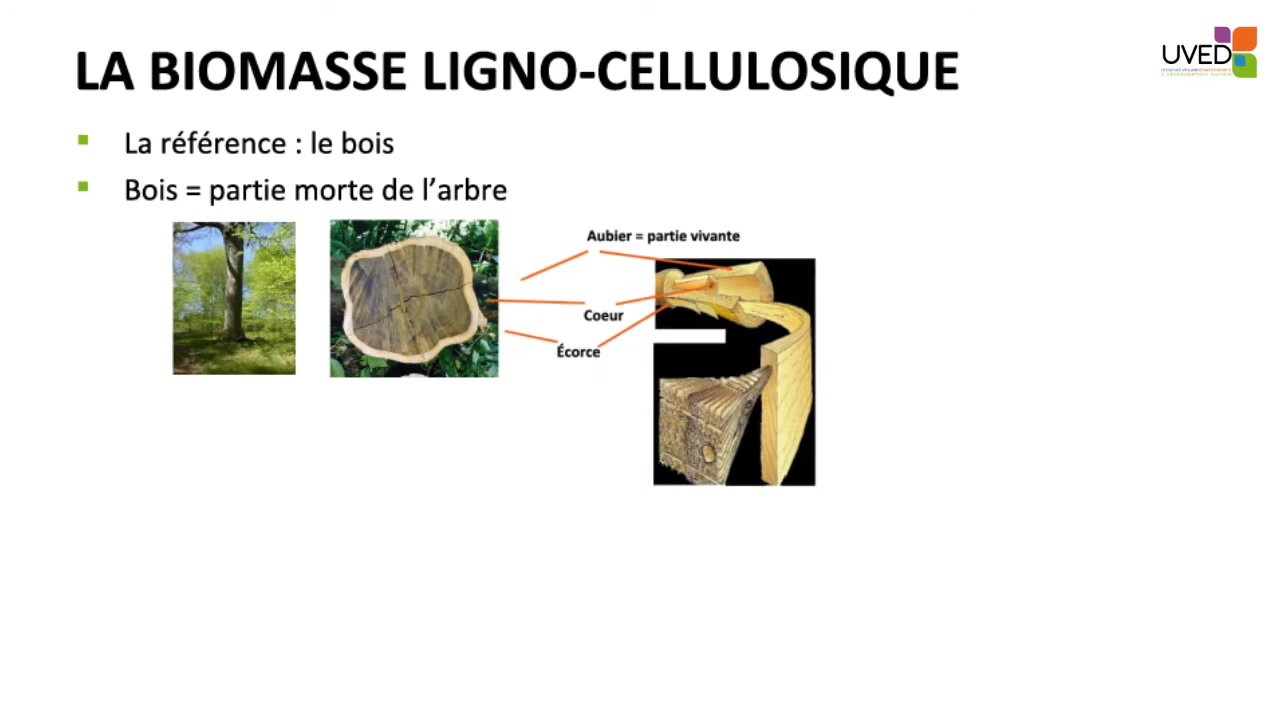 LA BIOMASSE LIGNO-CELLULOSIQUE
UVED
La référence : le bois
Bois = partie morte de l’arbre
Aubier = partie vivante
Coeur
Écorce